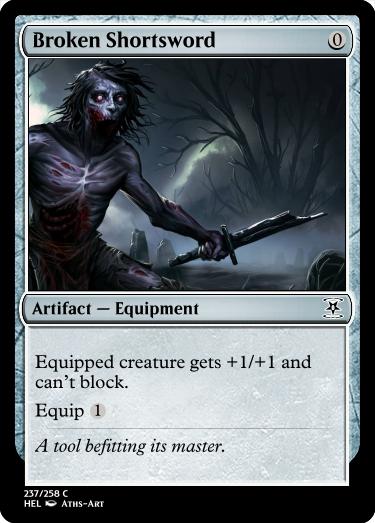 Broken Shortsword 0
Artifact — Equipment
Equipped creature gets +1/+1 and
can't block.
Equip 1
A tool befitting its master.
237/258 C
HEL Aths-Art